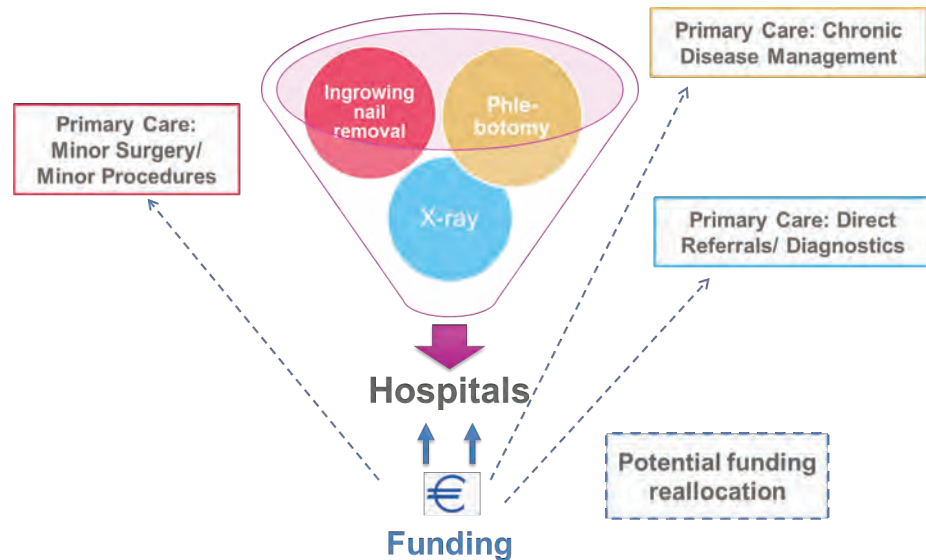 Primary Care: Chronic
Disease Management
Ingrowing
nail
removal
Phle-
botomy
Primary Care:
Minor Surgery/
Minor Procedures
X-ray
Primary Care: Direct
Referrals/ Diagnostics
Hospitals
Potential funding
reallocation
€
Funding